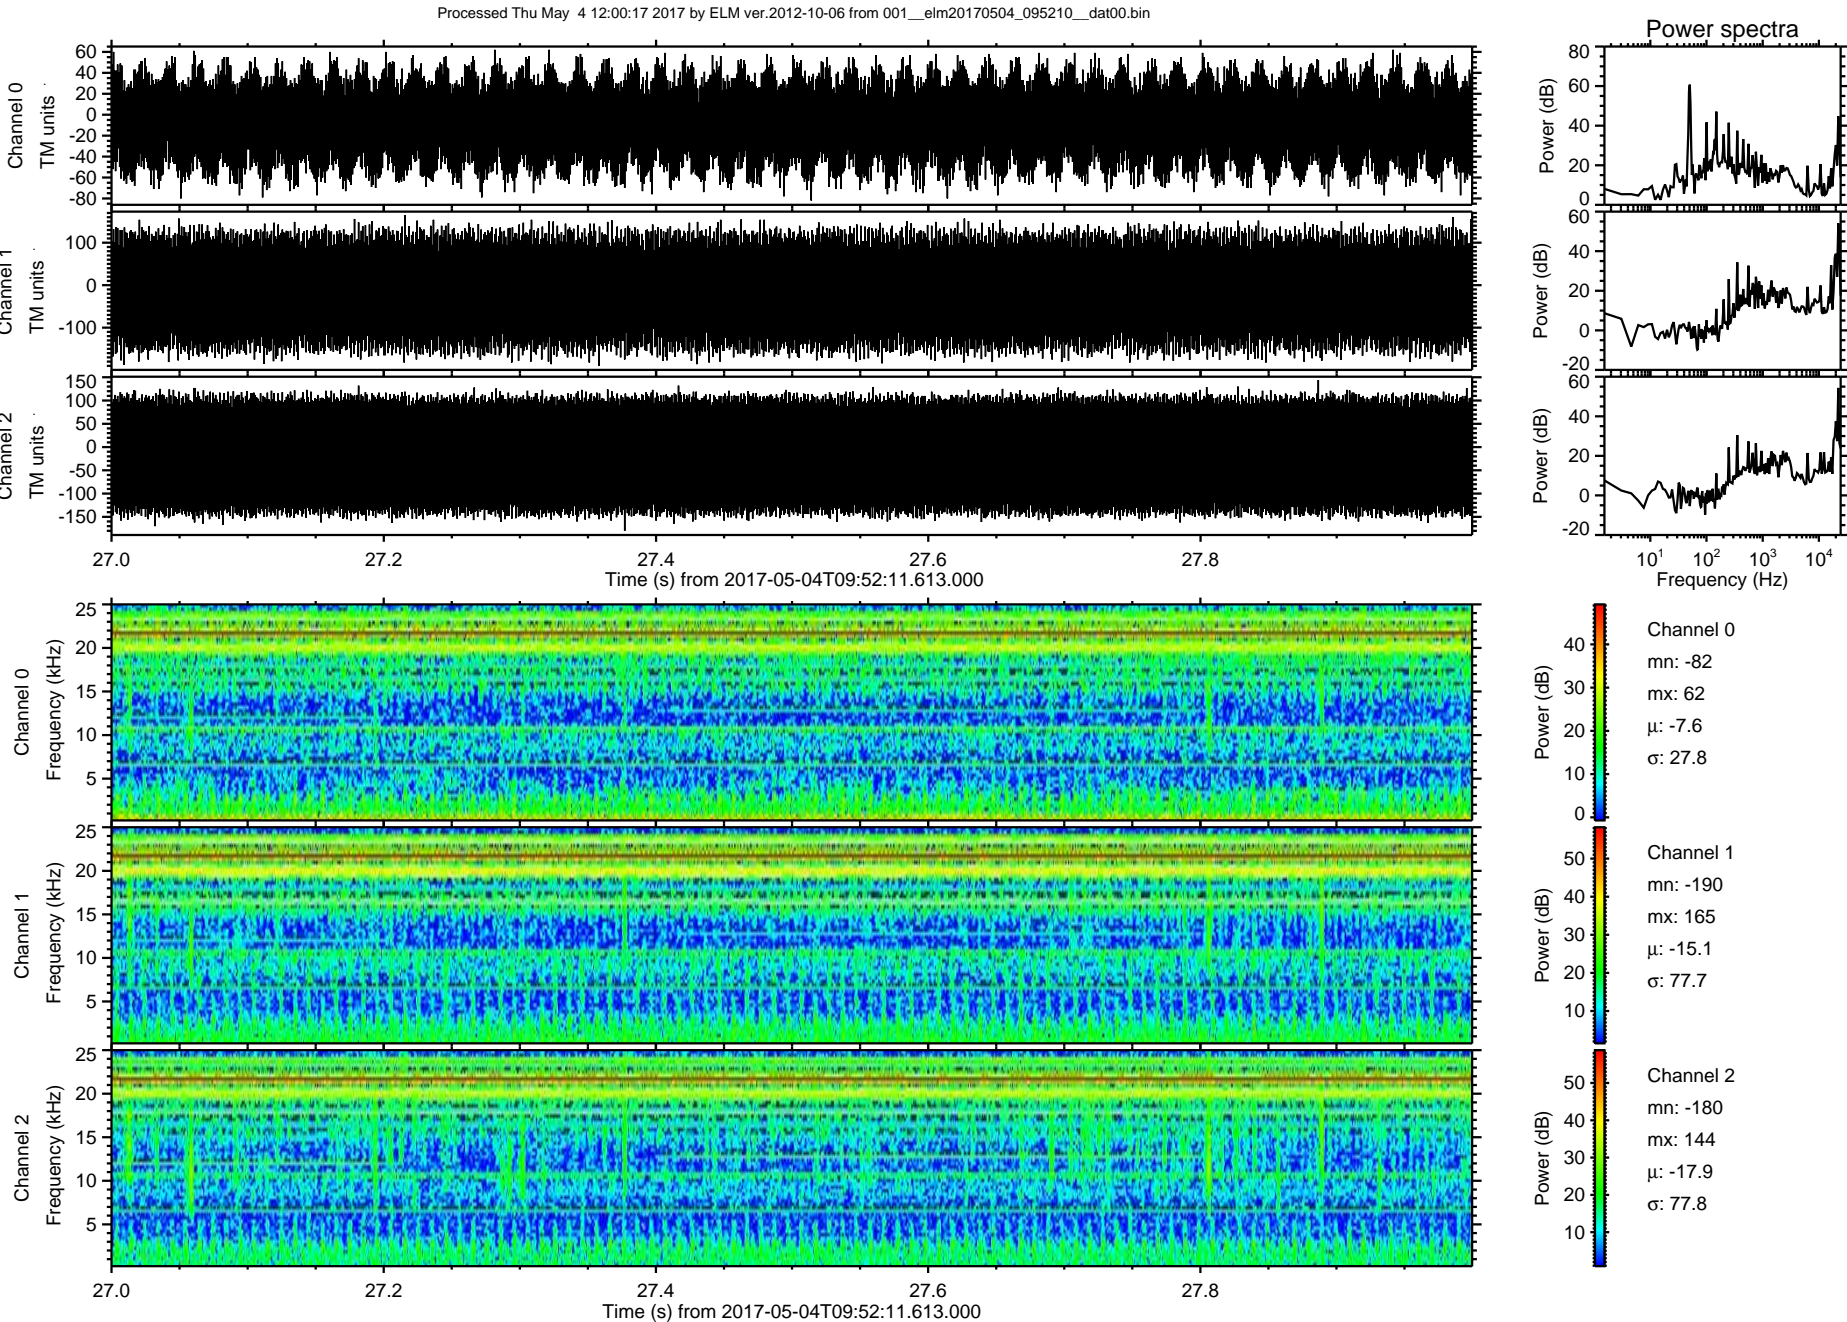 Processed Thu May  4 12:00:17 2017 by ELM ver.2012-10-06 from 001__elm20170504_095210__dat00.bin
Power spectra
Channel 0
TM units
60
40
20
0
-20
-40
-60
-80
Power (dB)
80
60
40
20
0
Channel 1
TM units
100
0
-100
Power (dB)
60
40
20
0
-20
Channel 2
TM units
150
100
50
0
-50
-100
-150
Power (dB)
60
40
20
0
-20
27.0 27.2 27.4 27.6 27.8
Time (s) from 2017-05-04T09:52:11.613.000
10¹ 10² 10³ 10⁴
Frequency (Hz)
Channel 0
Frequency (kHz)
25
20
15
10
5
Power (dB)
40
30
20
10
0
Channel 0
mn: -82
mx: 62
μ: -7.6
σ: 27.8
Channel 1
Frequency (kHz)
25
20
15
10
5
Power (dB)
50
40
30
20
10
Channel 1
mn: -190
mx: 165
μ: -15.1
σ: 77.7
Channel 2
Frequency (kHz)
25
20
15
10
5
Power (dB)
50
40
30
20
10
Channel 2
mn: -180
mx: 144
μ: -17.9
σ: 77.8
27.0 27.2 27.4 27.6 27.8
Time (s) from 2017-05-04T09:52:11.613.000